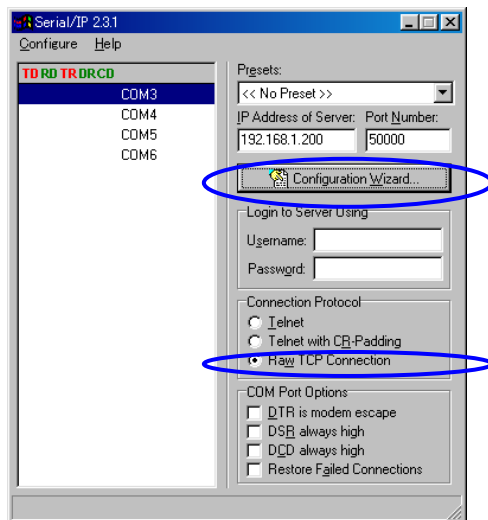 Serial/IP 2.3.1
Configure Help
TD RD TR DR CD
COM3
COM4
COM5
COM6
Presets:
<< No Preset >>
IP Address of Server: Port Number:
192.168.1.200 50000
Configuration Wizard...
Login to Server Using
Username:
Password:
Connection Protocol
Telnet
Telnet with CR-Padding
Raw TCP Connection
COM Port Options
DTR is modem escape
DSR always high
DCD always high
Restore Failed Connections